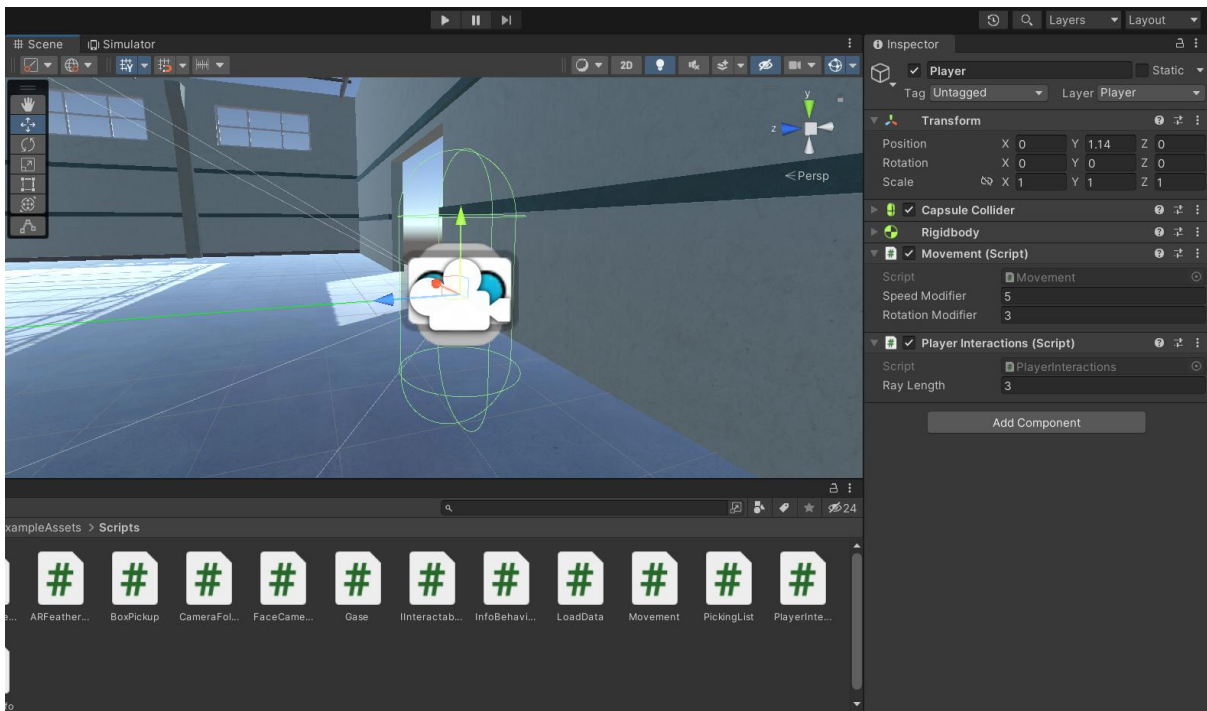 Layers Layout
Scene Simulator
2D
y
z
Persp
24
xampleAssets > Scripts
e... ARFeather... BoxPickup CameraFol... FaceCame... Gase IInteractab... InfoBehavi... LoadData Movement PickingList PlayerInte...
fo
Inspector
Player Static
Tag Untagged Layer Player
Transform
Position X 0 Y 1.14 Z 0
Rotation X 0 Y 0 Z 0
Scale X 1 Y 1 Z 1
Capsule Collider
Rigidbody
# Movement (Script)
Script Movement
Speed Modifier 5
Rotation Modifier 3
# Player Interactions (Script)
Script PlayerInteractions
Ray Length 3
Add Component